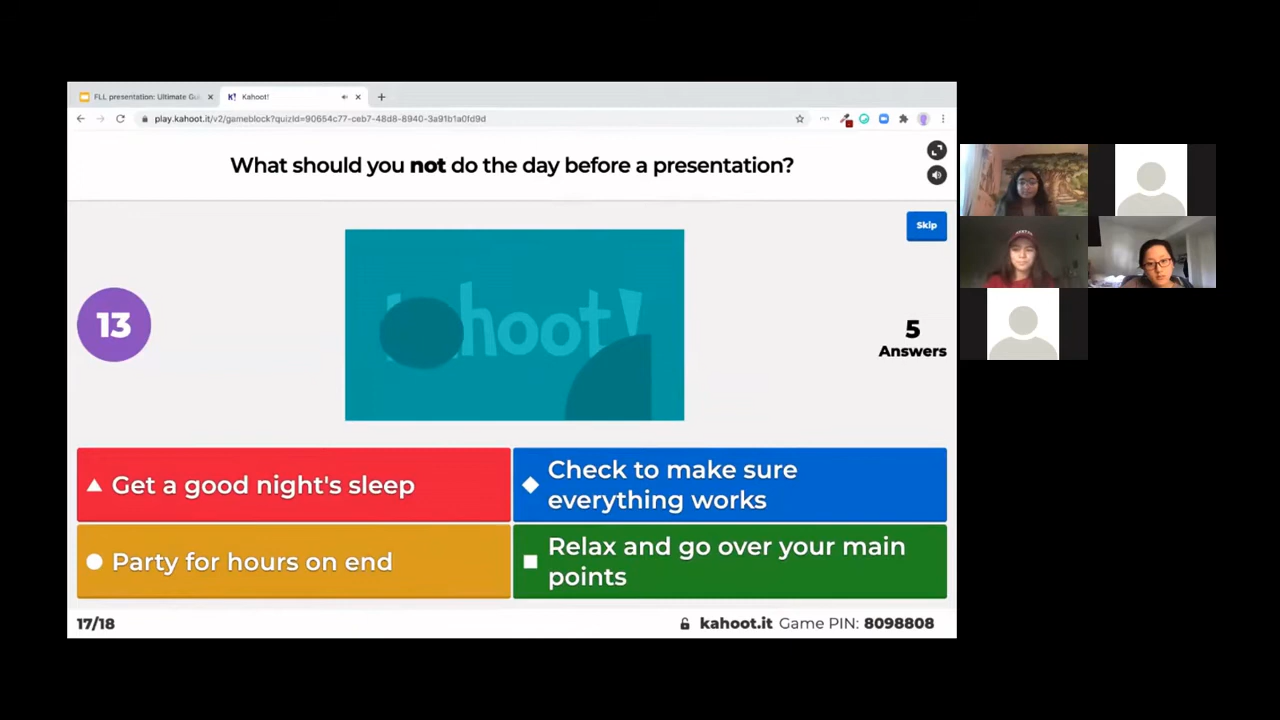 FLL presentation: Ultimate Gui
K! Kahoot!
play.kahoot.it/v2/gameblock?quizId=90654c77-ceb7-48d8-8940-3a91b1a0fd9d
What should you not do the day before a presentation?
Skip
13
Kahoot!
5
Answers
Get a good night's sleep
Check to make sure
everything works
Party for hours on end
Relax and go over your main
points
17/18
kahoot.it Game PIN: 8098808